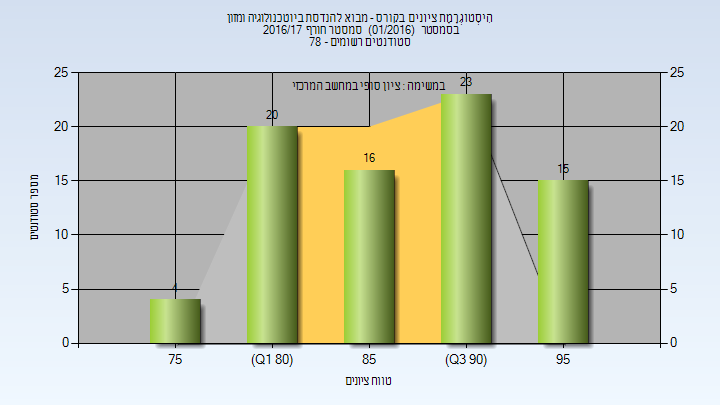 הִיסְטוֹגְרָמַת ציונים בקורס - מבוא להנדסת ביוטכנולוגיה ומזון
בסמסטר (01/2016) סמסטר חורף 2016/17
סטודנטים רשומים - 78
במשימה : ציון סופי במחשב המרכזי
25 25
23
20 20 20
16
15 15 15
מספר סטודנטים
10 10
5 5
4
0 0
75 (Q1 80) 85 (Q3 90) 95
טווח ציונים